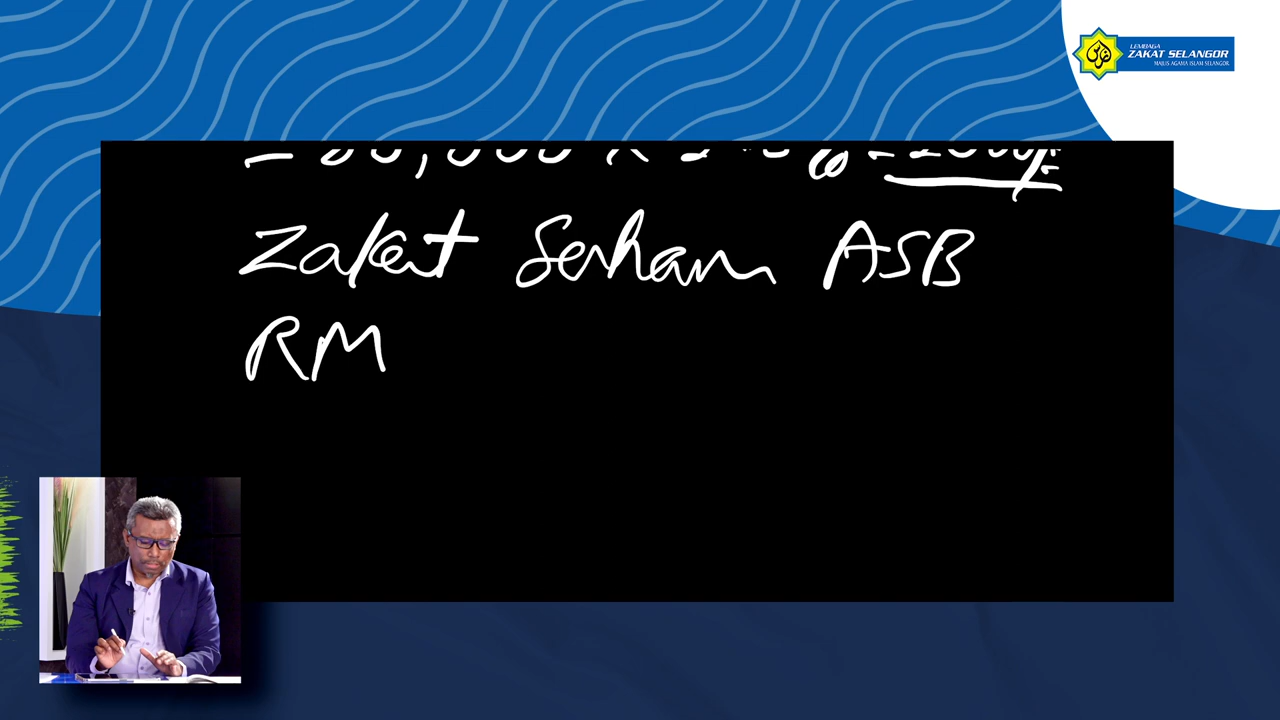 LEMBAGA
ZAKAT SELANGOR
MAJLIS AGAMA ISLAM SELANGOR
Zakat Saham ASB
RM